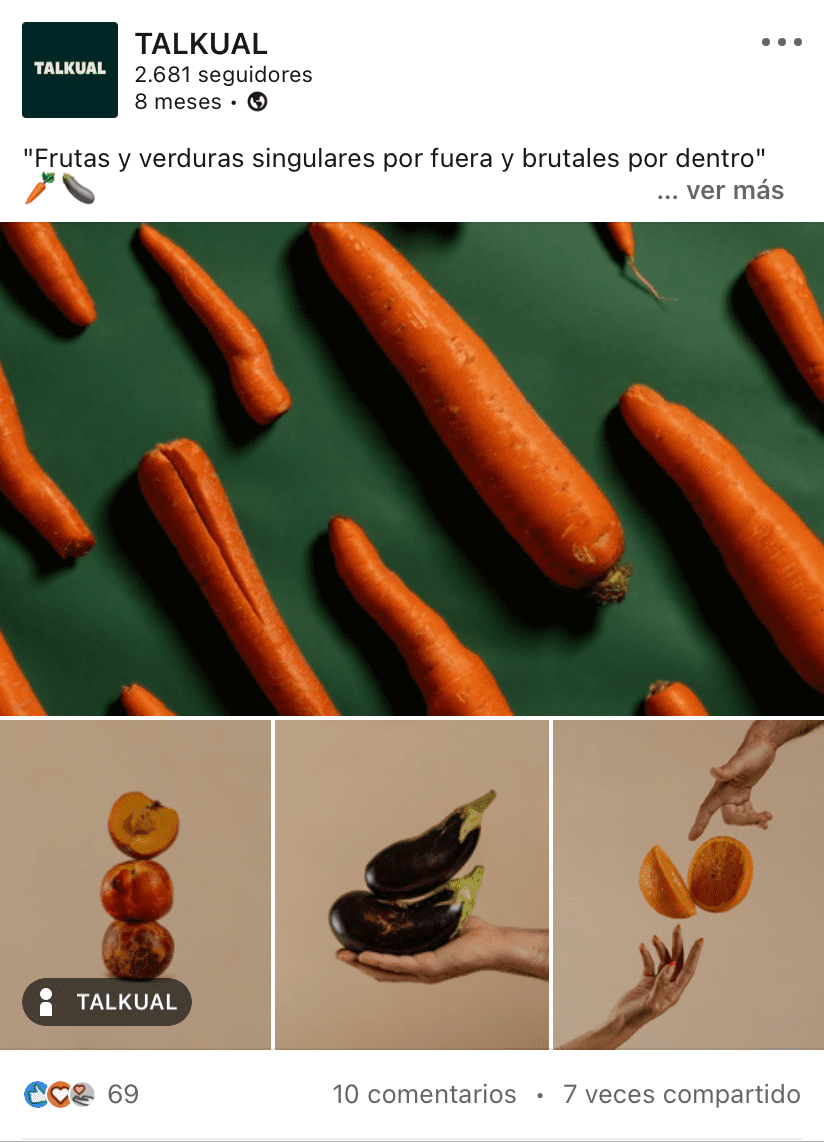 TALKUAL
TALKUAL
2.681 seguidores
8 meses •
"Frutas y verduras singulares por fuera y brutales por dentro"
🥕🍆 ... ver más
TALKUAL
69 10 comentarios • 7 veces compartido